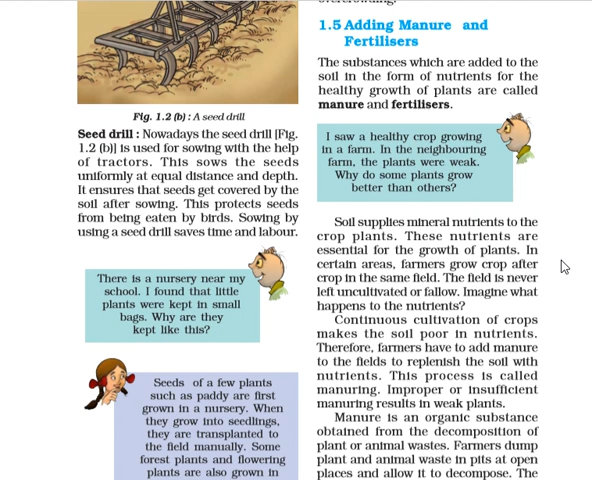 Fig. 1.2 (b) : A seed drill
Seed drill : Nowadays the seed drill [Fig.
1.2 (b)] is used for sowing with the help
of tractors. This sows the seeds
uniformly at equal distance and depth.
It ensures that seeds get covered by the
soil after sowing. This protects seeds
from being eaten by birds. Sowing by
using a seed drill saves time and labour.
There is a nursery near my
school. I found that little
plants were kept in small
bags. Why are they
kept like this?
Seeds of a few plants
such as paddy are first
grown in a nursery. When
they grow into seedlings,
they are transplanted to
the field manually. Some
forest plants and flowering
plants are also grown in
1.5 Adding Manure and
Fertilisers
The substances which are added to the
soil in the form of nutrients for the
healthy growth of plants are called
manure and fertilisers.
I saw a healthy crop growing
in a farm. In the neighbouring
farm, the plants were weak.
Why do some plants grow
better than others?
Soil supplies mineral nutrients to the
crop plants. These nutrients are
essential for the growth of plants. In
certain areas, farmers grow crop after
crop in the same field. The field is never
left uncultivated or fallow. Imagine what
happens to the nutrients?
Continuous cultivation of crops
makes the soil poor in nutrients.
Therefore, farmers have to add manure
to the fields to replenish the soil with
nutrients. This process is called
manuring. Improper or insufficient
manuring results in weak plants.
Manure is an organic substance
obtained from the decomposition of
plant or animal wastes. Farmers dump
plant and animal waste in pits at open
places and allow it to decompose. The